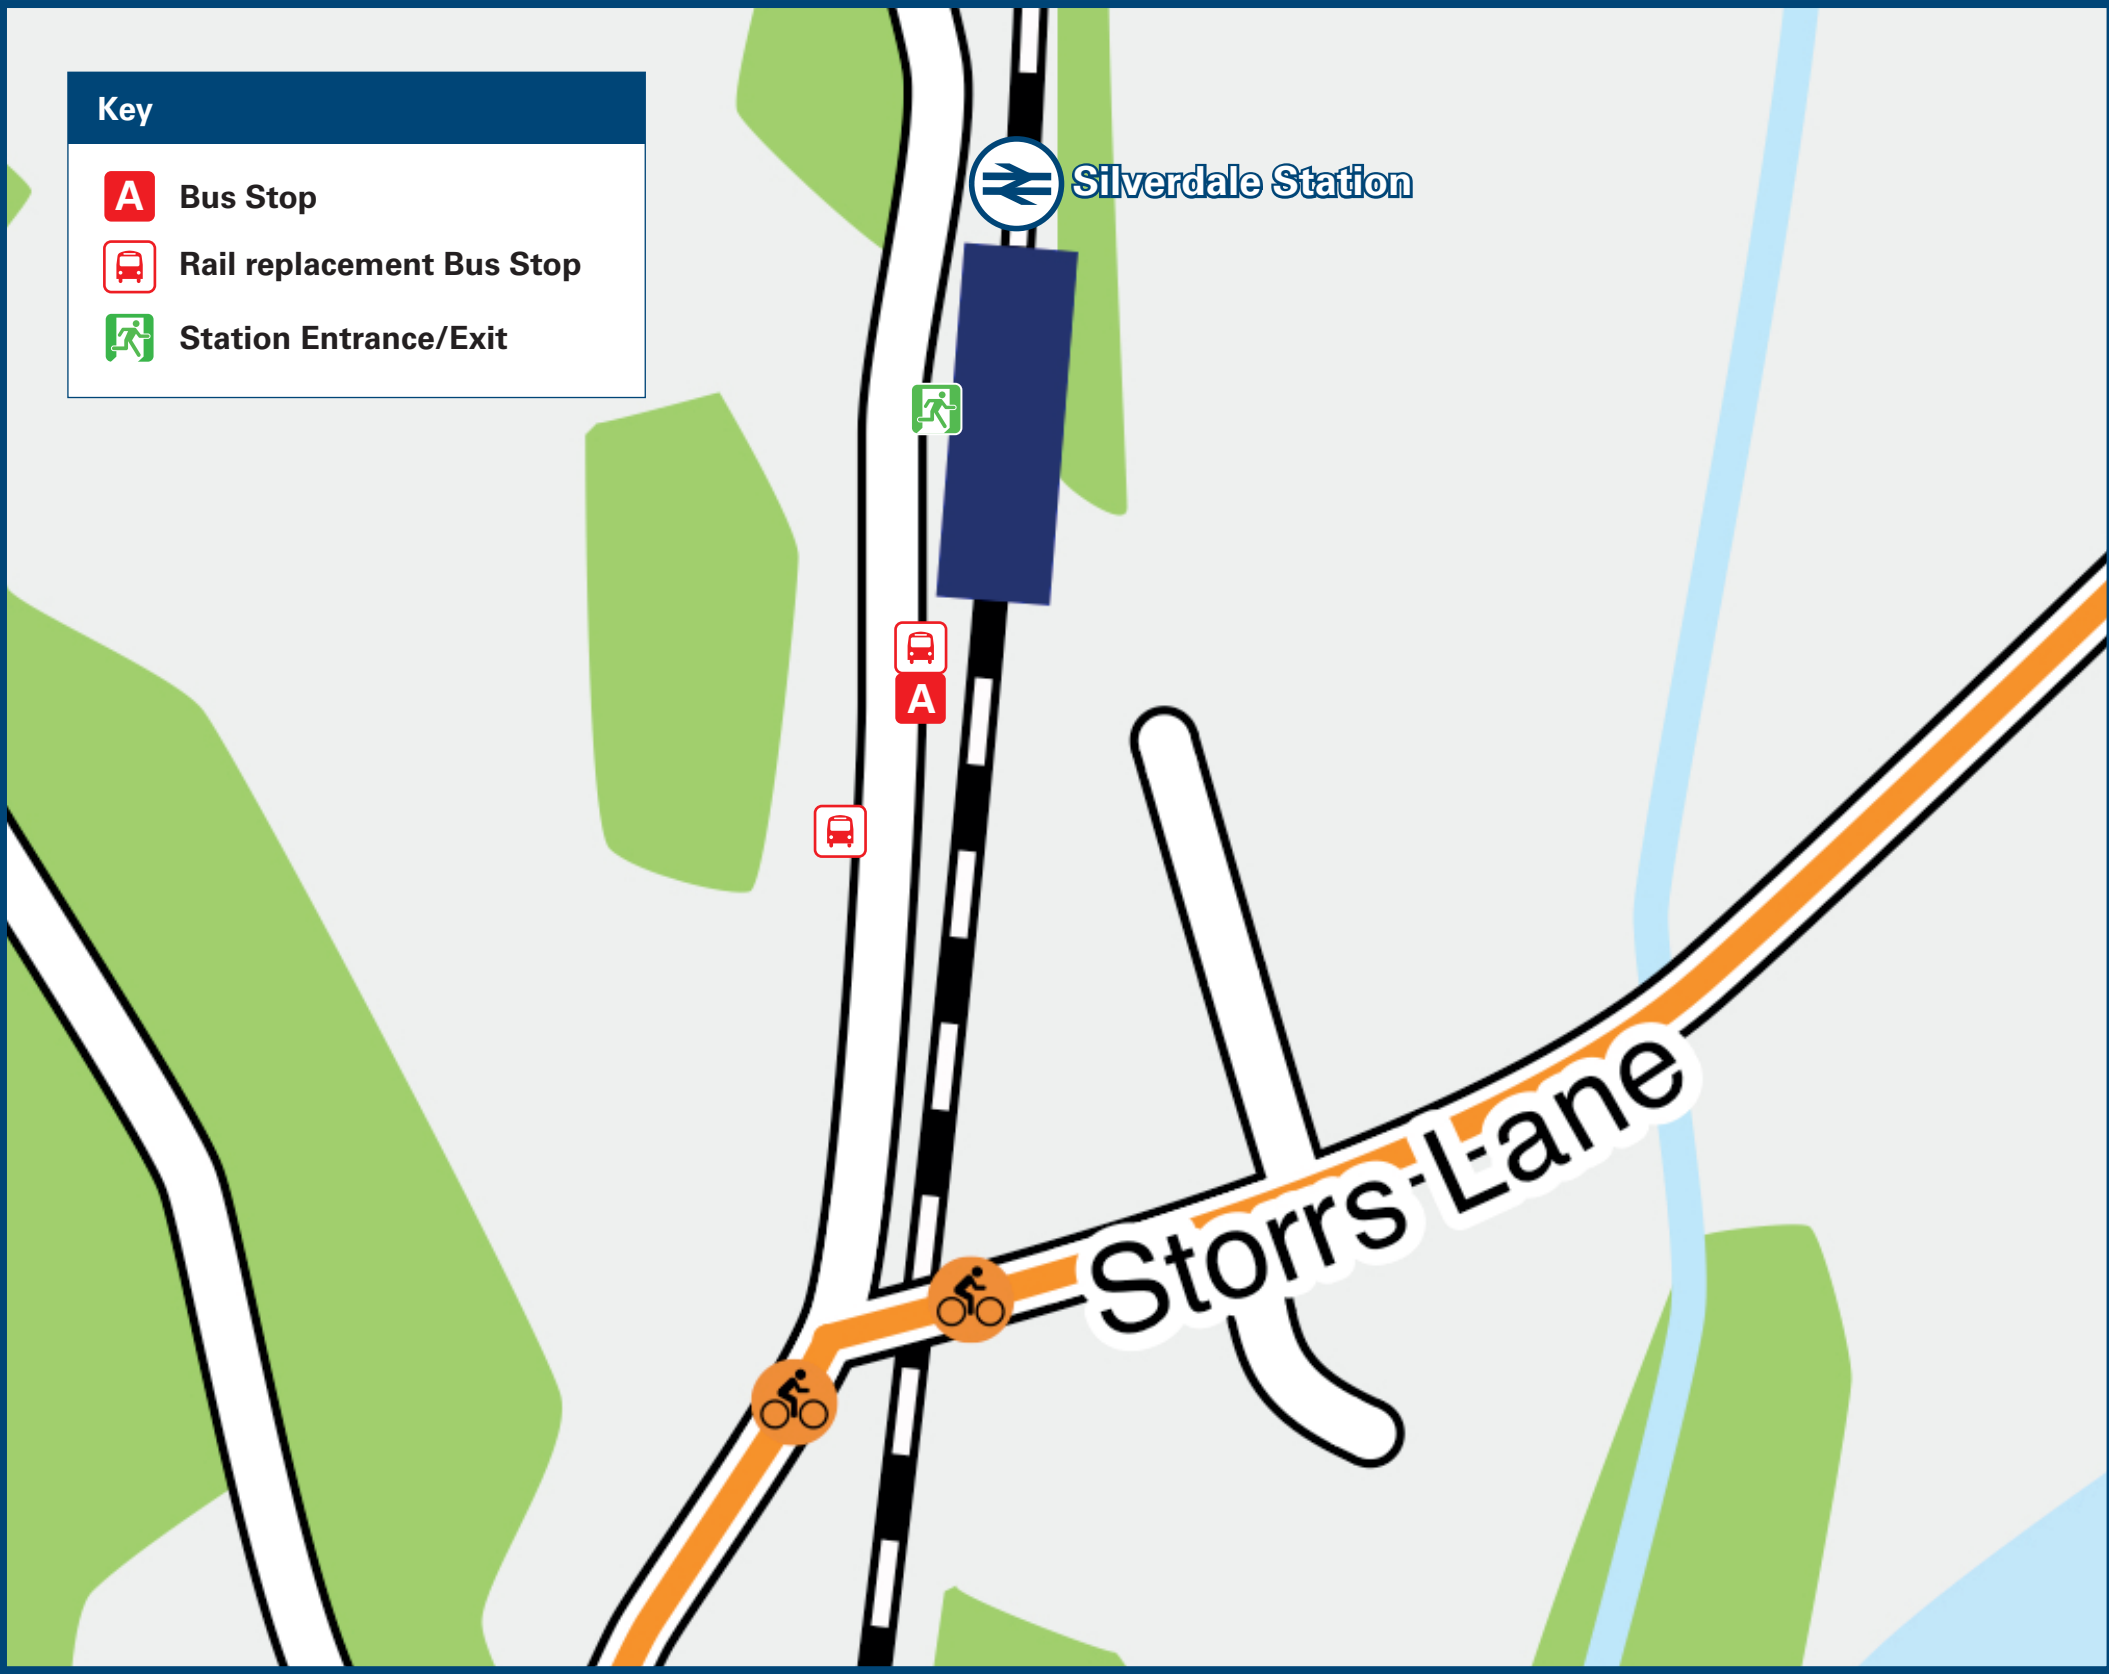 Key
A Bus Stop
Rail replacement Bus Stop
Station Entrance/Exit
Silverdale Station
A
Storrs Lane